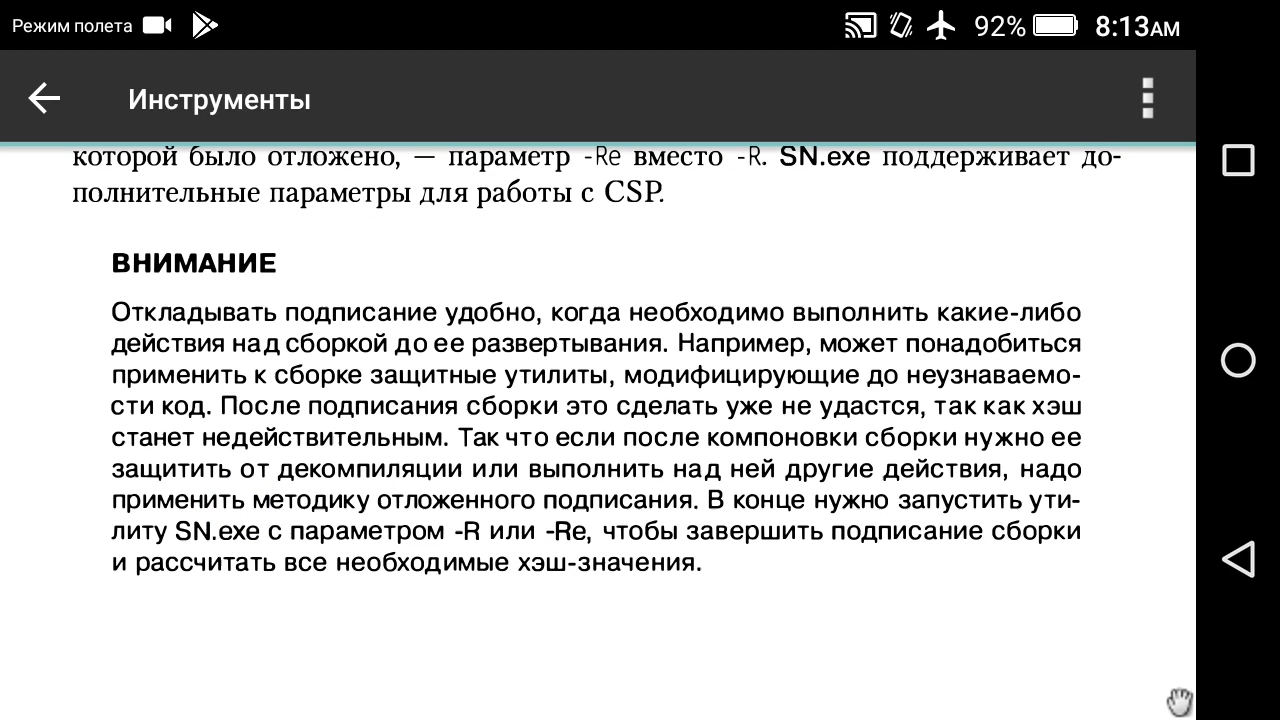 Режим полета
92% 8:13AM
Инструменты
которой было отложено, — параметр -Re вместо -R. SN.exe поддерживает до-
полнительные параметры для работы с CSP.
ВНИМАНИЕ
Откладывать подписание удобно, когда необходимо выполнить какие-либо
действия над сборкой до ее развертывания. Например, может понадобиться
применить к сборке защитные утилиты, модифицирующие до неузнаваемо-
сти код. После подписания сборки это сделать уже не удастся, так как хэш
станет недействительным. Так что если после компоновки сборки нужно ее
защитить от декомпиляции или выполнить над ней другие действия, надо
применить методику отложенного подписания. В конце нужно запустить ути-
литу SN.exe с параметром -R или -Re, чтобы завершить подписание сборки
и рассчитать все необходимые хэш-значения.